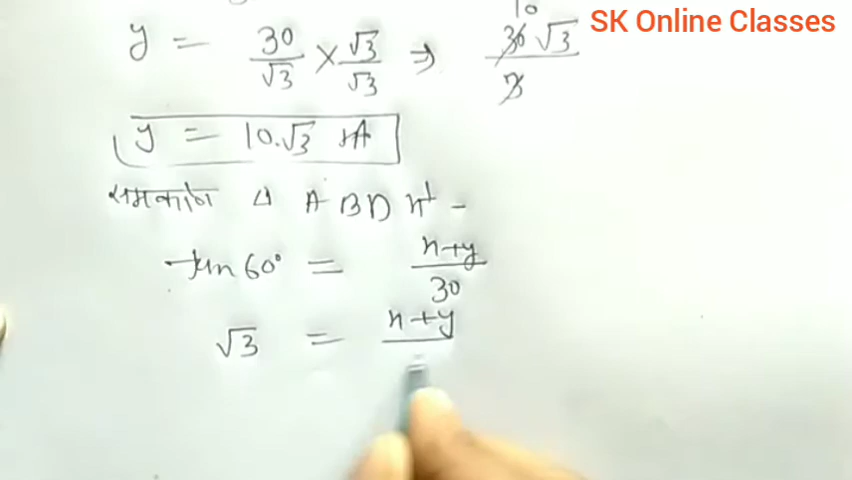 SK Online Classes
y = 30/√3 × √3/√3 ⇒ 30√3/3
10
y = 10.√3 मी
समकोण △ ABD में -
tan 60° = x+y/30
√3 = x+y